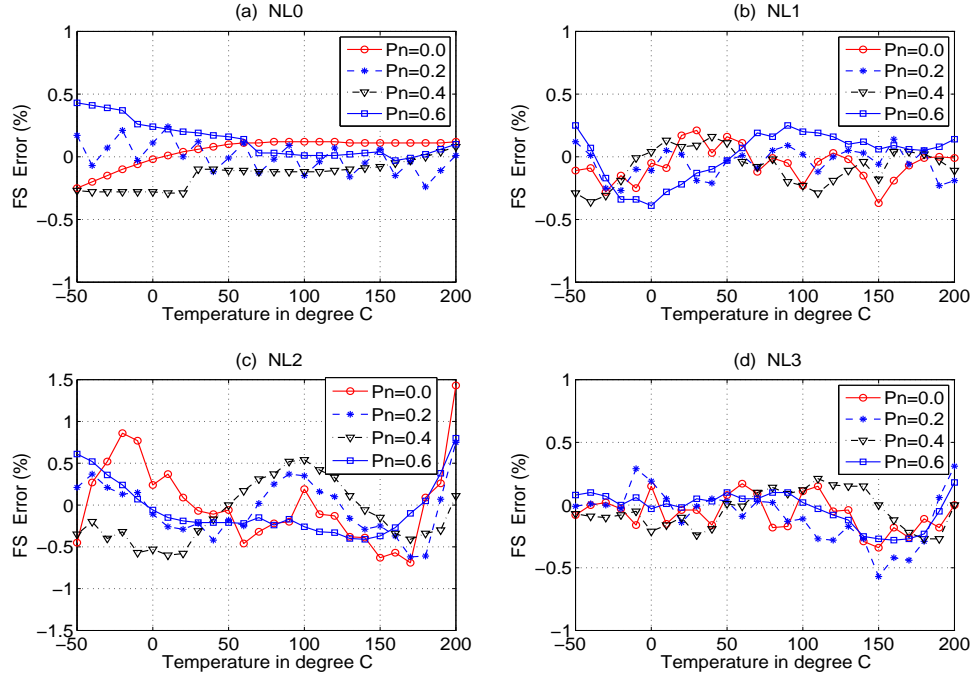 (a)  NL0
1
0.5
0
−0.5
−1
−50
0
50
100
150
200
FS Error (%)
Temperature in degree C
Pn=0.0
Pn=0.2
Pn=0.4
Pn=0.6
(b)  NL1
1
0.5
0
−0.5
−1
−50
0
50
100
150
200
FS Error (%)
Temperature in degree C
Pn=0.0
Pn=0.2
Pn=0.4
Pn=0.6
(c)  NL2
1.5
1
0.5
0
−0.5
−1
−1.5
−50
0
50
100
150
200
FS Error (%)
Temperature in degree C
Pn=0.0
Pn=0.2
Pn=0.4
Pn=0.6
(d)  NL3
1
0.5
0
−0.5
−1
−50
0
50
100
150
200
FS Error (%)
Temperature in degree C
Pn=0.0
Pn=0.2
Pn=0.4
Pn=0.6